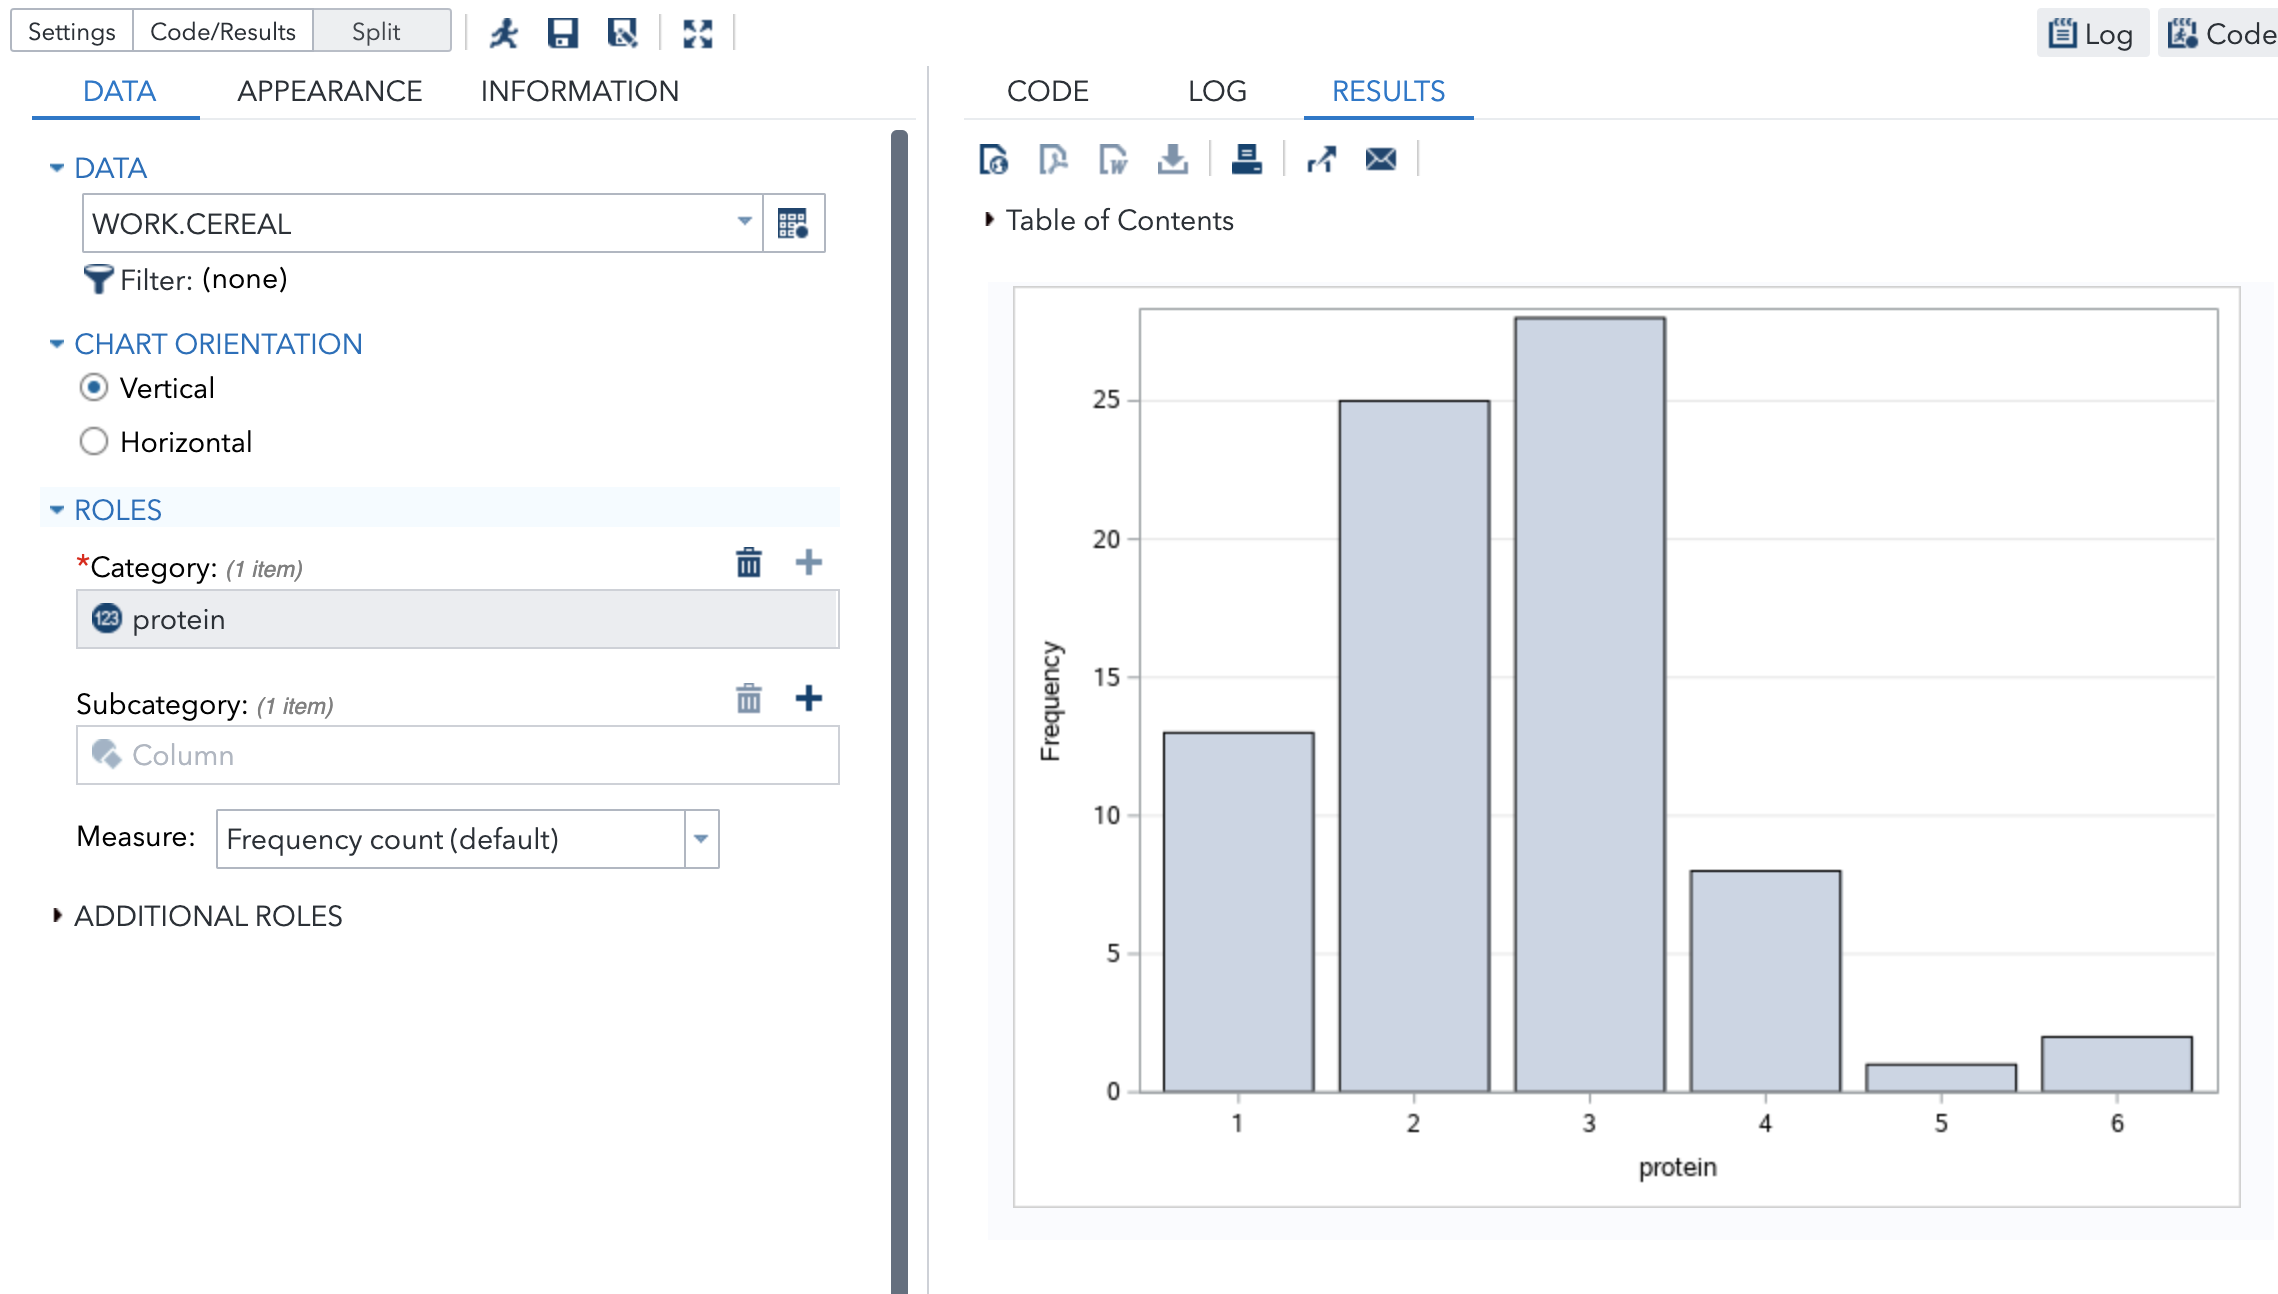 Settings Code/Results Split Log Code
DATA APPEARANCE INFORMATION
CODE LOG RESULTS
DATA
WORK.CEREAL
Filter: (none)
CHART ORIENTATION
Vertical
Horizontal
ROLES
*Category: (1 item)
123 protein
Subcategory: (1 item)
Column
Measure: Frequency count (default)
ADDITIONAL ROLES
Table of Contents
25
20
15
10
5
0
Frequency
1 2 3 4 5 6
protein